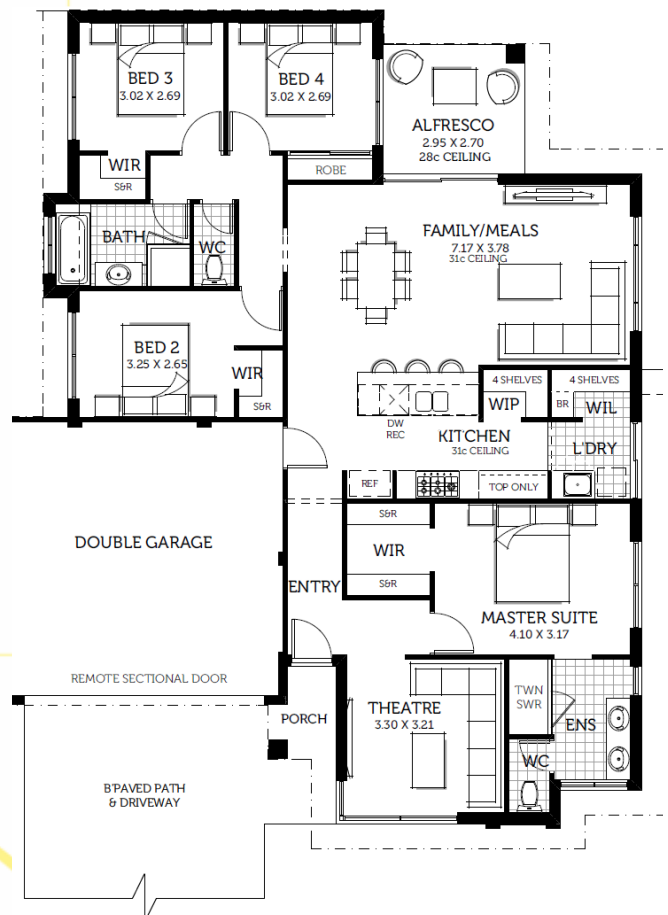 BED 3
3.02 X 2.69
BED 4
3.02 X 2.69
ALFRESCO
2.95 X 2.70
28c CEILING
WIR
S&R
ROBE
BATH
WC
FAMILY/MEALS
7.17 X 3.78
31c CEILING
BED 2
3.25 X 2.65
WIR
S&R
4 SHELVES
WIP
4 SHELVES
BR
WIL
DW
REC
KITCHEN
31c CEILING
L'DRY
REF
TOP ONLY
DOUBLE GARAGE
S&R
WIR
S&R
ENTRY
MASTER SUITE
4.10 X 3.17
REMOTE SECTIONAL DOOR
PORCH
THEATRE
3.30 X 3.21
TWN
SWR
ENS
WC
B'PAVED PATH
& DRIVEWAY